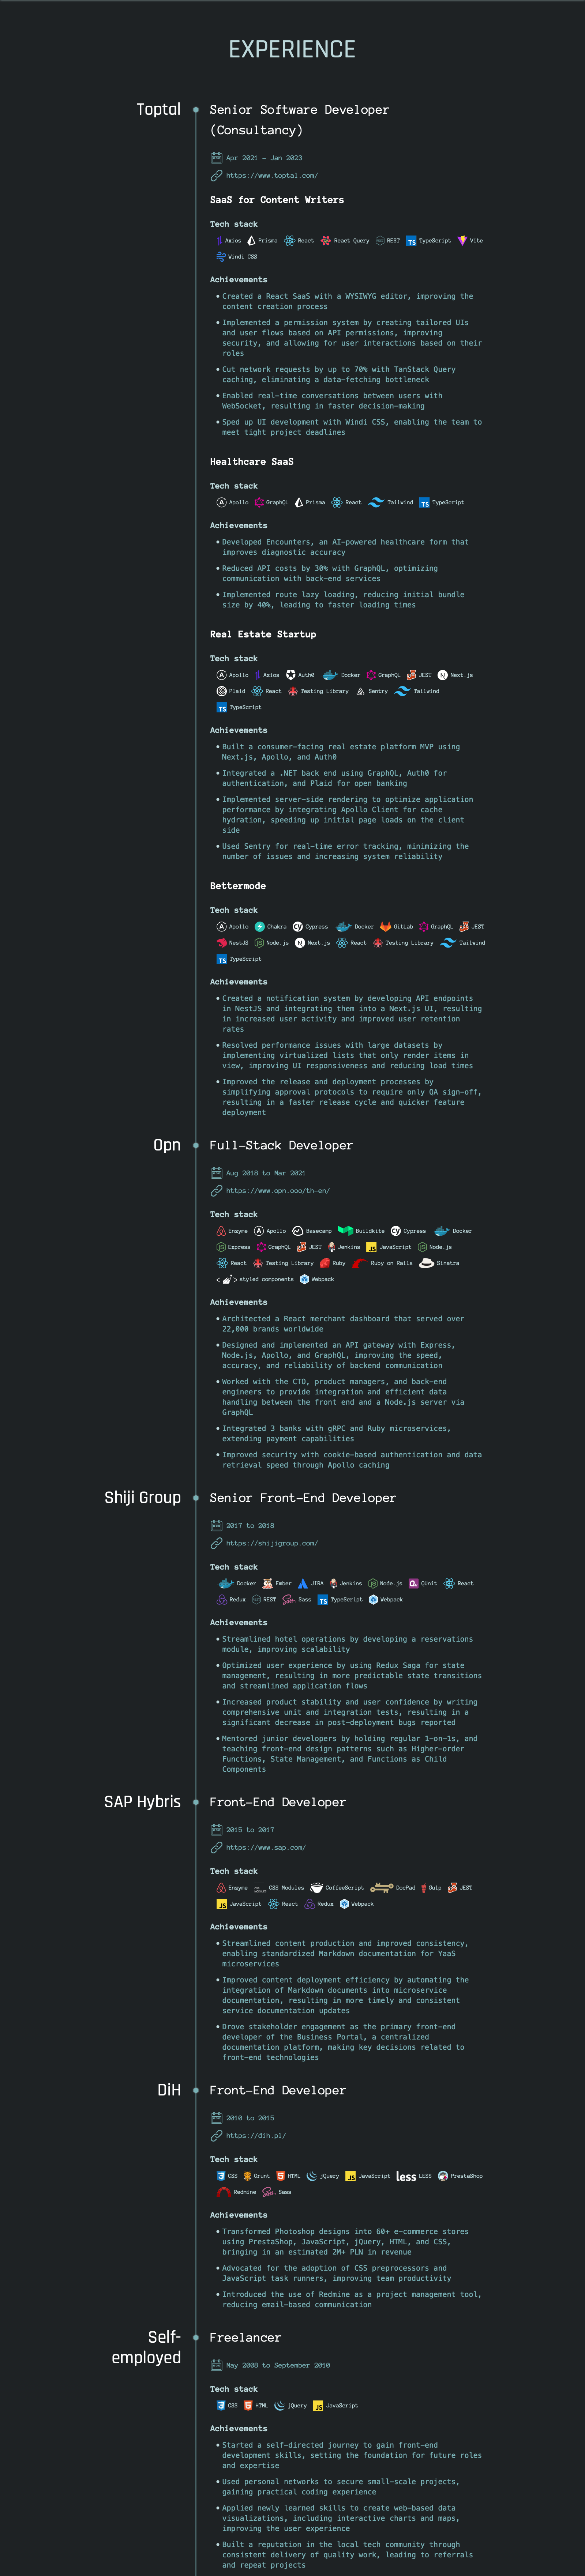 EXPERIENCE
Toptal
Senior Software Developer
(Consultancy)
Apr 2021 – Jan 2023
https://www.toptal.com/
SaaS for Content Writers
Tech stack
Axios Prisma React React Query REST TypeScript Vite
Windi CSS
Achievements
Created a React SaaS with a WYSIWYG editor, improving the
content creation process
Implemented a permission system by creating tailored UIs
and user flows based on API permissions, improving
security, and allowing for user interactions based on their
roles
Cut network requests by up to 70% with TanStack Query
caching, eliminating a data-fetching bottleneck
Enabled real-time conversations between users with
WebSocket, resulting in faster decision-making
Sped up UI development with Windi CSS, enabling the team to
meet tight project deadlines
Healthcare SaaS
Tech stack
Apollo GraphQL Prisma React Tailwind TypeScript
Achievements
Developed Encounters, an AI-powered healthcare form that
improves diagnostic accuracy
Reduced API costs by 30% with GraphQL, optimizing
communication with back-end services
Implemented route lazy loading, reducing initial bundle
size by 40%, leading to faster loading times
Real Estate Startup
Tech stack
Apollo Axios Auth0 Docker GraphQL JEST Next.js
Plaid React Testing Library Sentry Tailwind
TypeScript
Achievements
Built a consumer-facing real estate platform MVP using
Next.js, Apollo, and Auth0
Integrated a .NET back end using GraphQL, Auth0 for
authentication, and Plaid for open banking
Implemented server-side rendering to optimize application
performance by integrating Apollo Client for cache
hydration, speeding up initial page loads on the client
side
Used Sentry for real-time error tracking, minimizing the
number of issues and increasing system reliability
Bettermode
Tech stack
Apollo Chakra Cypress Docker GitLab GraphQL JEST
NestJS Node.js Next.js React Testing Library Tailwind
TypeScript
Achievements
Created a notification system by developing API endpoints
in NestJS and integrating them into a Next.js UI, resulting
in increased user activity and improved user retention
rates
Resolved performance issues with large datasets by
implementing virtualized lists that only render items in
view, improving UI responsiveness and reducing load times
Improved the release and deployment processes by
simplifying approval protocols to require only QA sign-off,
resulting in a faster release cycle and quicker feature
deployment
Opn
Full-Stack Developer
Aug 2018 to Mar 2021
https://www.opn.ooo/th-en/
Tech stack
Enzyme Apollo Basecamp Buildkite Cypress Docker
Express GraphQL JEST Jenkins JavaScript Node.js
React Testing Library Ruby Ruby on Rails Sinatra
styled components Webpack
Achievements
Architected a React merchant dashboard that served over
22,000 brands worldwide
Designed and implemented an API gateway with Express,
Node.js, Apollo, and GraphQL, improving the speed,
accuracy, and reliability of backend communication
Worked with the CTO, product managers, and back-end
engineers to provide integration and efficient data
handling between the front end and a Node.js server via
GraphQL
Integrated 3 banks with gRPC and Ruby microservices,
extending payment capabilities
Improved security with cookie-based authentication and data
retrieval speed through Apollo caching
Shiji Group
Senior Front-End Developer
2017 to 2018
https://shijigroup.com/
Tech stack
Docker Ember JIRA Jenkins Node.js QUnit React
Redux REST Sass TypeScript Webpack
Achievements
Streamlined hotel operations by developing a reservations
module, improving scalability
Optimized user experience by using Redux Saga for state
management, resulting in more predictable state transitions
and streamlined application flows
Increased product stability and user confidence by writing
comprehensive unit and integration tests, resulting in a
significant decrease in post-deployment bugs reported
Mentored junior developers by holding regular 1-on-1s, and
teaching front-end design patterns such as Higher-order
Functions, State Management, and Functions as Child
Components
SAP Hybris
Front-End Developer
2015 to 2017
https://www.sap.com/
Tech stack
Enzyme CSS Modules CoffeeScript DocPad Gulp JEST
JavaScript React Redux Webpack
Achievements
Streamlined content production and improved consistency,
enabling standardized Markdown documentation for YaaS
microservices
Improved content deployment efficiency by automating the
integration of Markdown documents into microservice
documentation, resulting in more timely and consistent
service documentation updates
Drove stakeholder engagement as the primary front-end
developer of the Business Portal, a centralized
documentation platform, making key decisions related to
front-end technologies
DiH
Front-End Developer
2010 to 2015
https://dih.pl/
Tech stack
CSS Grunt HTML jQuery JavaScript less LESS PrestaShop
Redmine Sass
Achievements
Transformed Photoshop designs into 60+ e-commerce stores
using PrestaShop, JavaScript, jQuery, HTML, and CSS,
bringing in an estimated 2M+ PLN in revenue
Advocated for the adoption of CSS preprocessors and
JavaScript task runners, improving team productivity
Introduced the use of Redmine as a project management tool,
reducing email-based communication
Self-
employed
Freelancer
May 2008 to September 2010
Tech stack
CSS HTML jQuery JavaScript
Achievements
Started a self-directed journey to gain front-end
development skills, setting the foundation for future roles
and expertise
Used personal networks to secure small-scale projects,
gaining practical coding experience
Applied newly learned skills to create web-based data
visualizations, including interactive charts and maps,
improving the user experience
Built a reputation in the local tech community through
consistent delivery of quality work, leading to referrals
and repeat projects